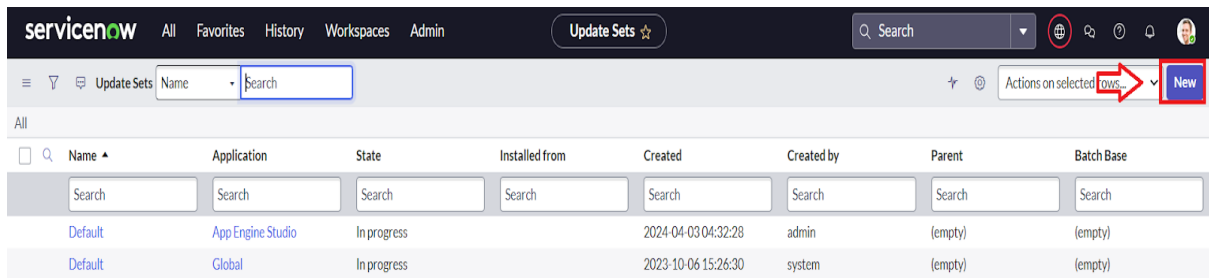 servicenow All Favorites History Workspaces Admin Update Sets Search
Update Sets Name Search Actions on selected rows... New
All
Name Application State Installed from Created Created by Parent Batch Base
Search Search Search Search Search Search Search Search
Default App Engine Studio In progress 2024-04-03 04:32:28 admin (empty) (empty)
Default Global In progress 2023-10-06 15:26:30 system (empty) (empty)